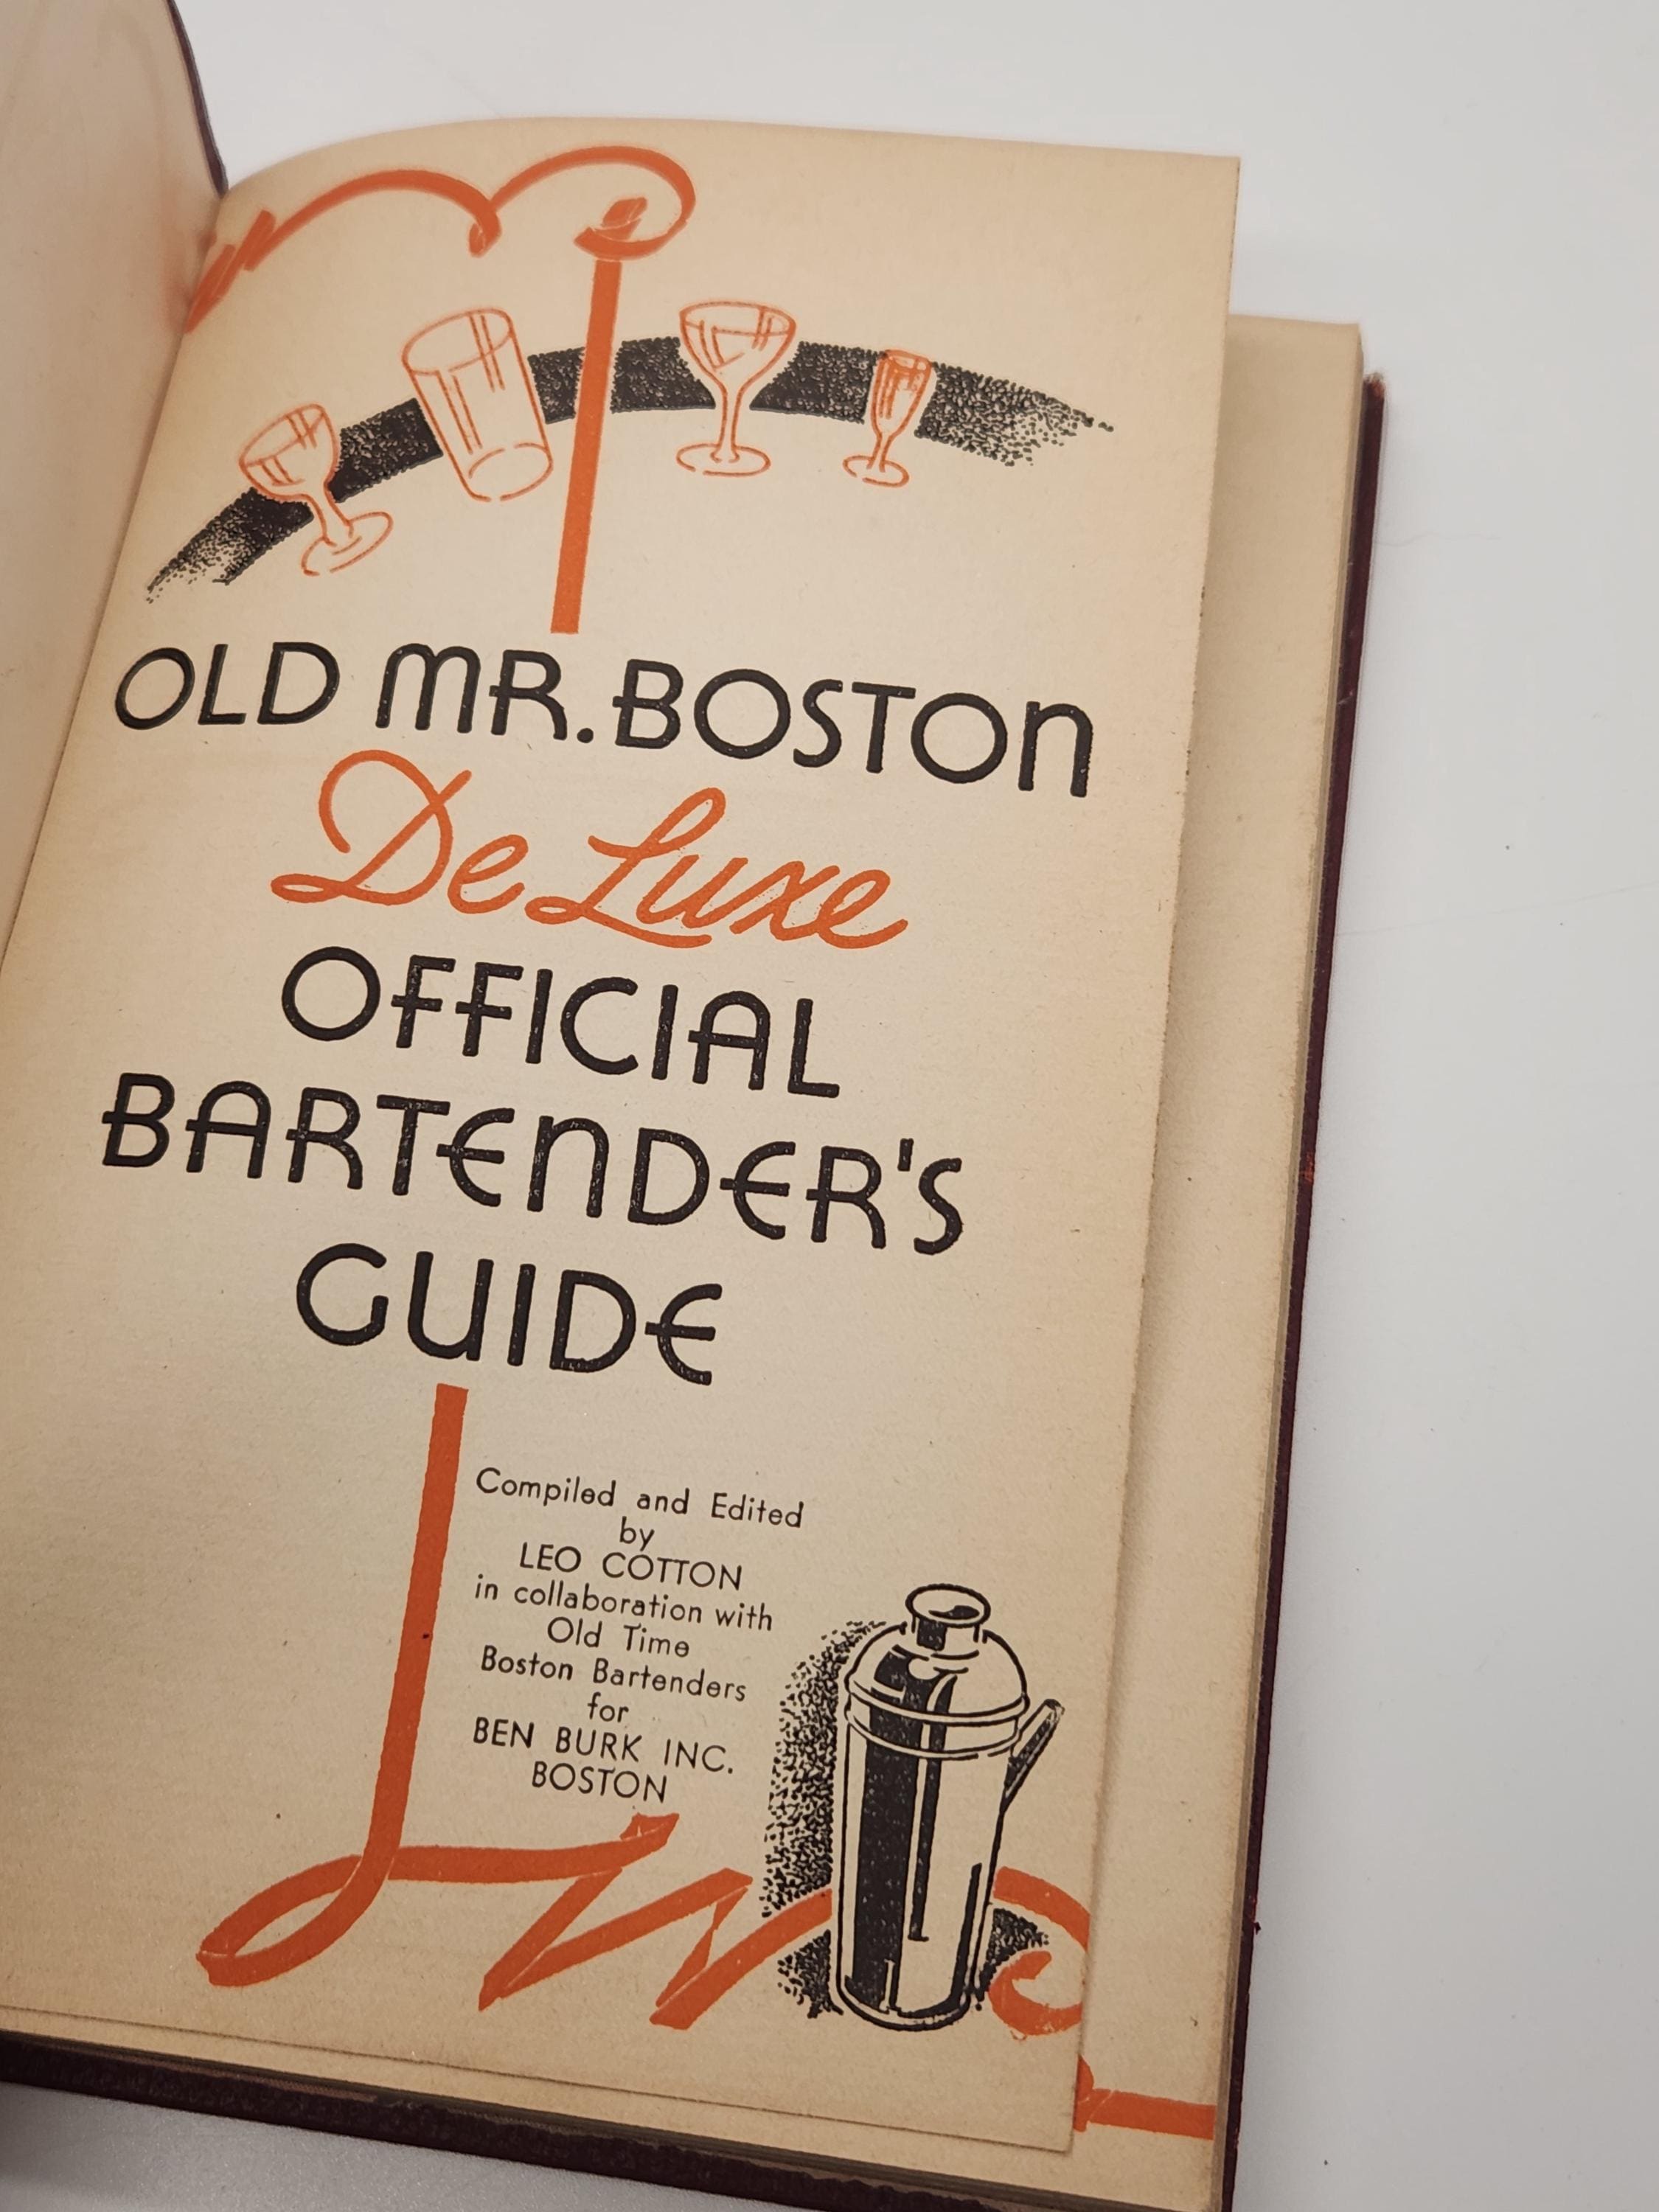 OLD MR. BOSTON
De Luxe
OFFICIAL
BARTENDER'S
GUIDE
Compiled and Edited
by
LEO COTTON
in collaboration with
Old Time
Boston Bartenders
for
BEN BURK INC.
BOSTON